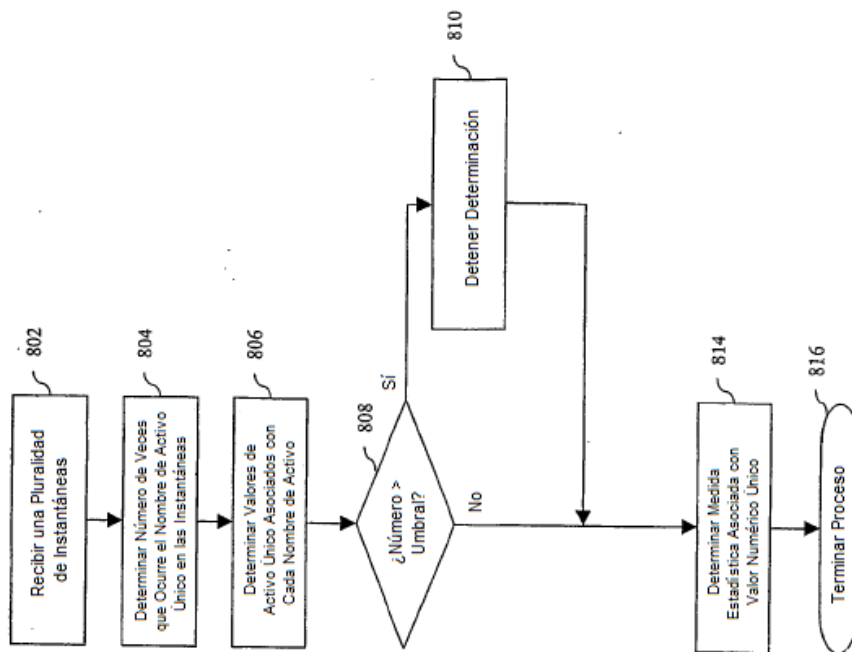 802
Recibir una Pluralidad
de Instantáneas
804
Determinar Número de Veces
que Ocurre el Nombre de Activo
Único en las Instantáneas
806
Determinar Valores de
Activo Único Asociados con
Cada Nombre de Activo
808
¿Número >
Umbral?
Sí
No
810
Detener Determinación
814
Determinar Medida
Estadística Asociada con
Valor Numérico Único
816
Terminar Proceso